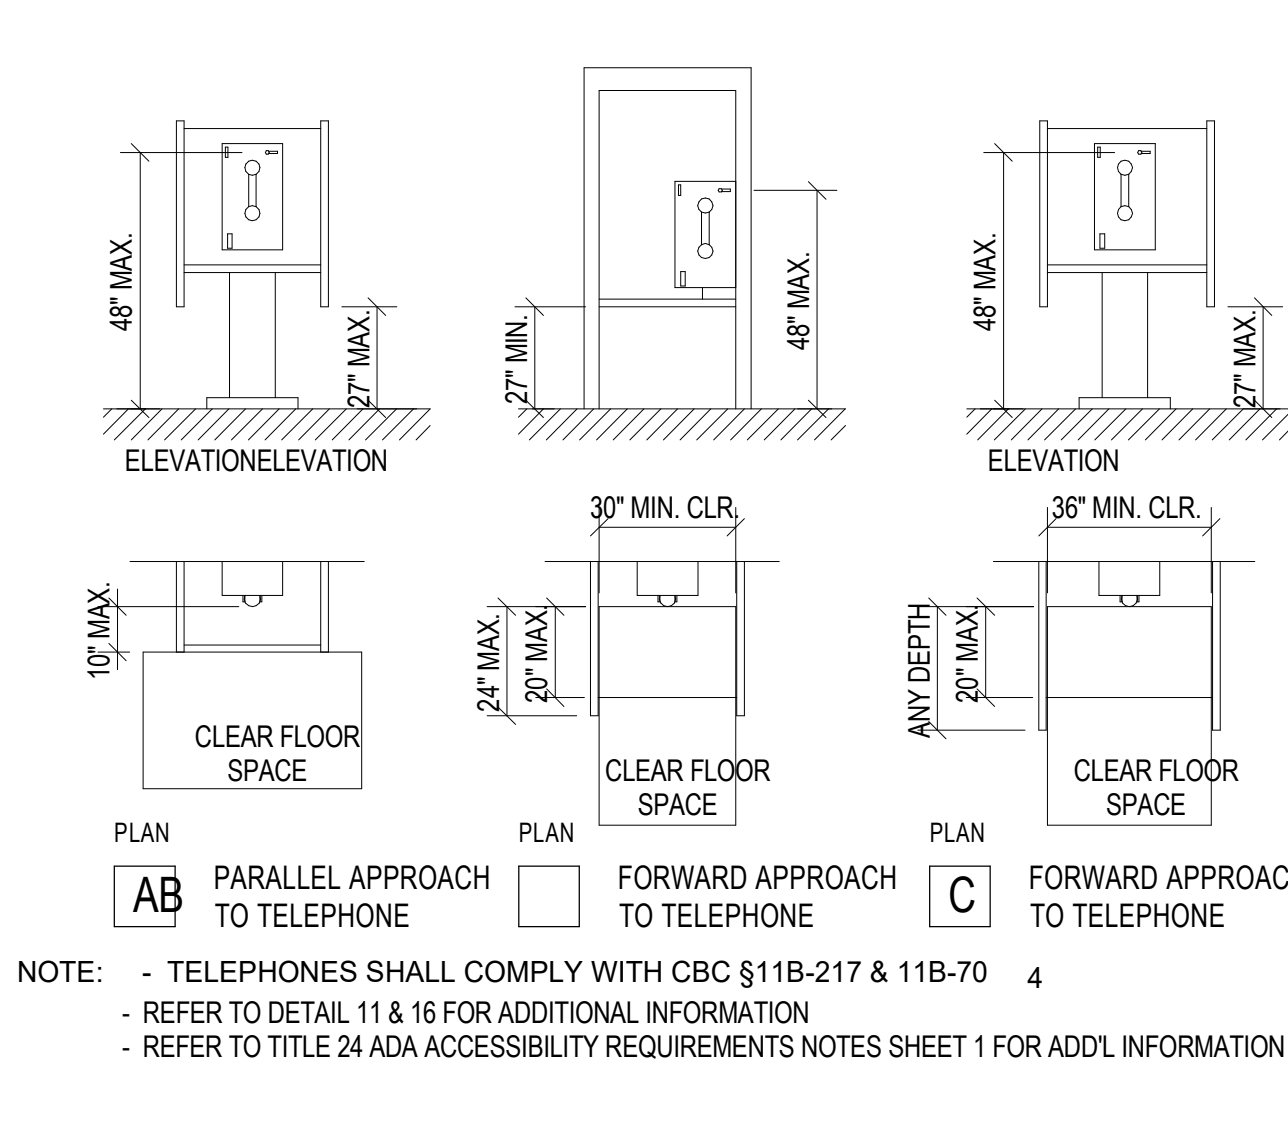 48" MAX.
27" MAX.
27" MIN.
48" MAX.
48" MAX.
27" MAX.
ELEVATIONELEVATION
ELEVATION
30" MIN. CLR.
36" MIN. CLR.
10" MAX.
24" MAX.
20" MAX.
ANY DEPTH
20" MAX.
CLEAR FLOOR
SPACE
CLEAR FLOOR
SPACE
CLEAR FLOOR
SPACE
PLAN
PLAN
PLAN
AB
PARALLEL APPROACH
TO TELEPHONE
FORWARD APPROACH
TO TELEPHONE
C
FORWARD APPROAC
TO TELEPHONE
NOTE: - TELEPHONES SHALL COMPLY WITH CBC §11B-217 & 11B-70 4
- REFER TO DETAIL 11 & 16 FOR ADDITIONAL INFORMATION
- REFER TO TITLE 24 ADA ACCESSIBILITY REQUIREMENTS NOTES SHEET 1 FOR ADD'L INFORMATION